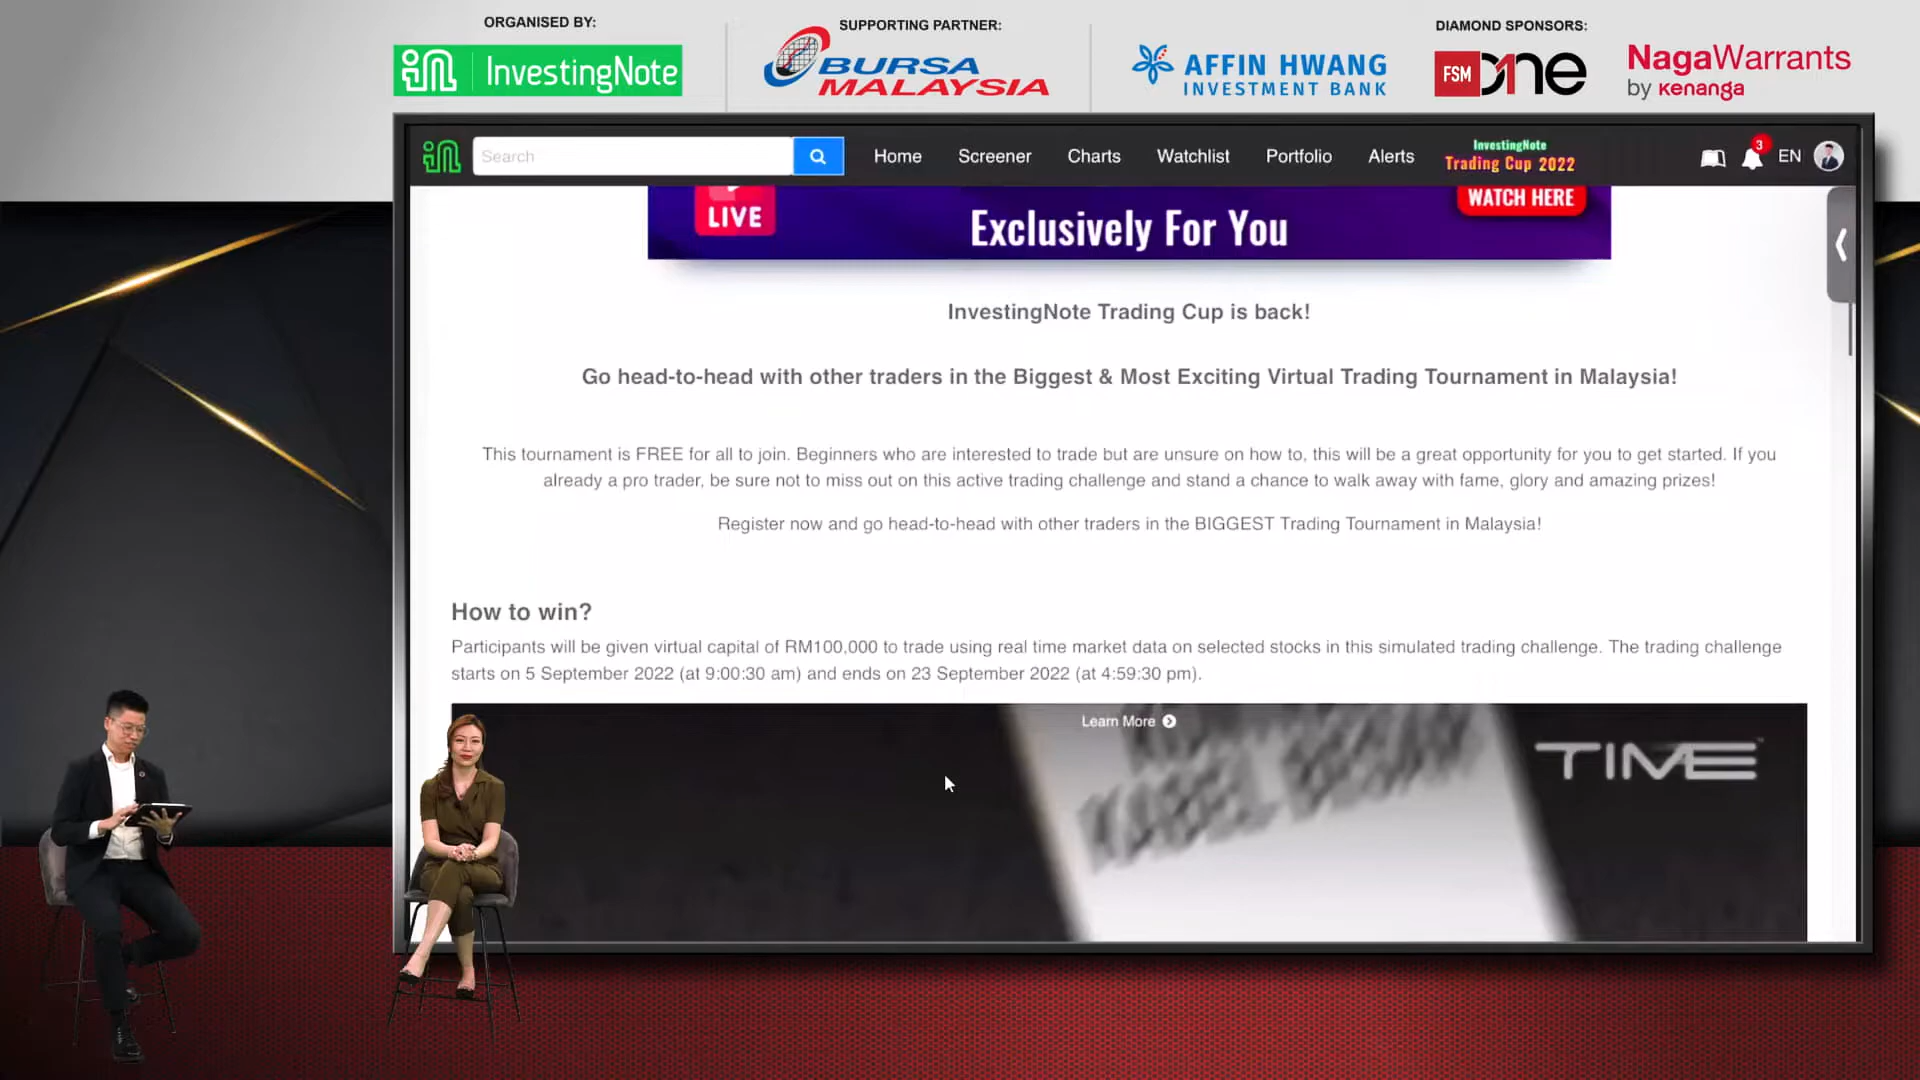 ORGANISED BY:
InvestingNote
SUPPORTING PARTNER:
BURSA
MALAYSIA
AFFIN HWANG
INVESTMENT BANK
DIAMOND SPONSORS:
FSM one
NagaWarrants
by kenanga
Search
Home
Screener
Charts
Watchlist
Portfolio
Alerts
InvestingNote
Trading Cup 2022
3
EN
LIVE
Exclusively For You
WATCH HERE
InvestingNote Trading Cup is back!
Go head-to-head with other traders in the Biggest & Most Exciting Virtual Trading Tournament in Malaysia!
This tournament is FREE for all to join. Beginners who are interested to trade but are unsure on how to, this will be a great opportunity for you to get started. If you
already a pro trader, be sure not to miss out on this active trading challenge and stand a chance to walk away with fame, glory and amazing prizes!
Register now and go head-to-head with other traders in the BIGGEST Trading Tournament in Malaysia!
How to win?
Participants will be given virtual capital of RM100,000 to trade using real time market data on selected stocks in this simulated trading challenge. The trading challenge
starts on 5 September 2022 (at 9:00:30 am) and ends on 23 September 2022 (at 4:59:30 pm).
Learn More
TIME